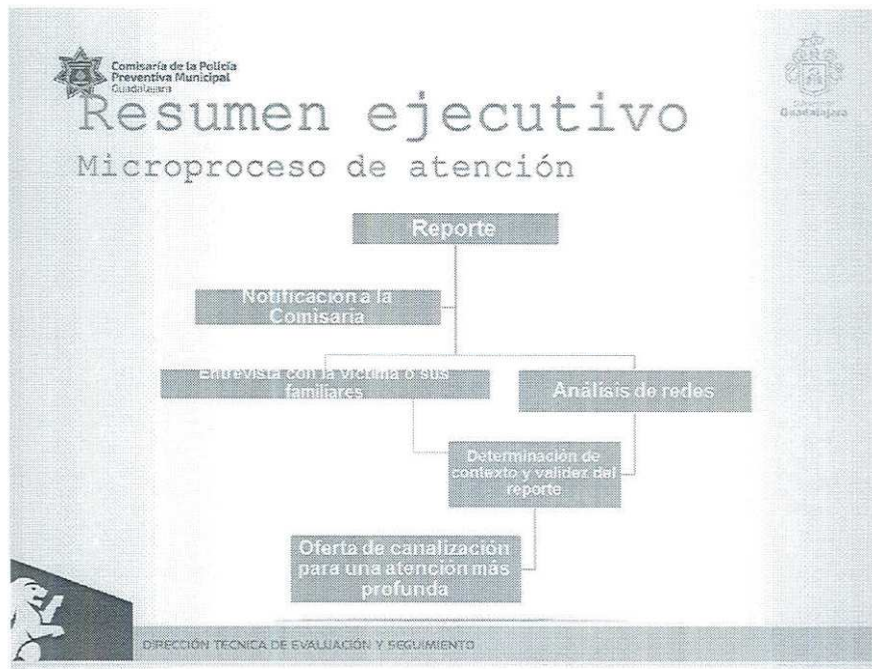 Comisaría de la Policía
Preventiva Municipal
Guadalajara
Guadalajara
Resumen ejecutivo
Microproceso de atención
Reporte
Notificación a la
Comisaría
Entrevista con la víctima o sus
familiares
Análisis de redes
Determinación de
contexto y validez del
reporte
Oferta de canalización
para una atención más
profunda
DIRECCIÓN TECNICA DE EVALUACIÓN Y SEGUIMIENTO